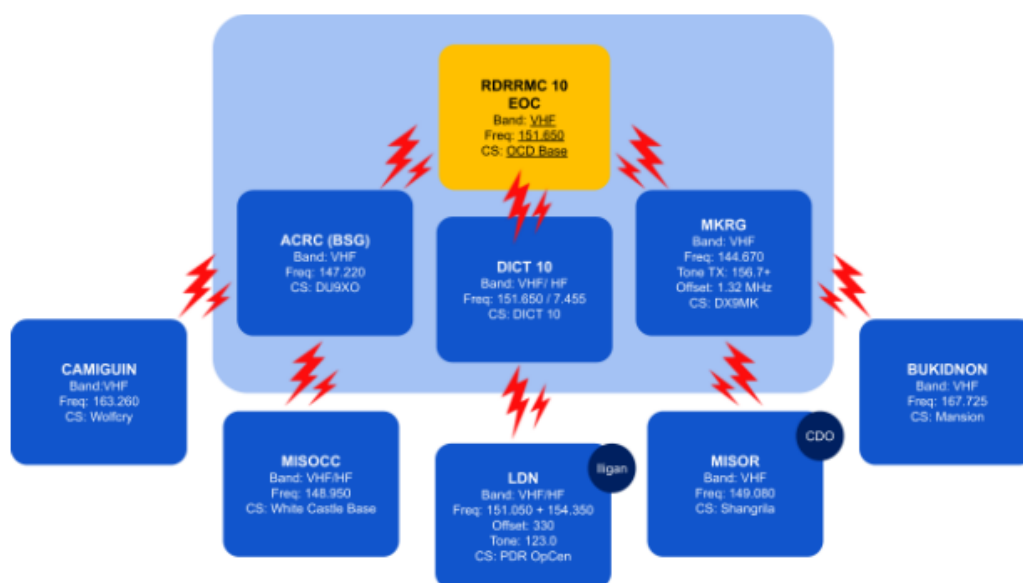 RDRRMC 10
EOC
Band: VHF
Freq: 151.650
CS: OCD Base
ACRC (BSG)
Band: VHF
Freq: 147.220
CS: DU9XO
DICT 10
Band: VHF/ HF
Freq: 151.650 / 7.455
CS: DICT 10
MKRG
Band: VHF
Freq: 144.670
Tone TX: 156.7+
Offset: 1.32 MHz
CS: DX9MK
CAMIGUIN
Band:VHF
Freq: 163.260
CS: Wolfcry
MISOCC
Band: VHF/HF
Freq: 148.950
CS: White Castle Base
LDN
Band: VHF/HF
Freq: 151.050 + 154.350
Offset: 330
Tone: 123.0
CS: PDR OpCen
Iligan
MISOR
Band: VHF
Freq: 149.080
CS: Shangrila
CDO
BUKIDNON
Band: VHF
Freq: 167.725
CS: Mansion